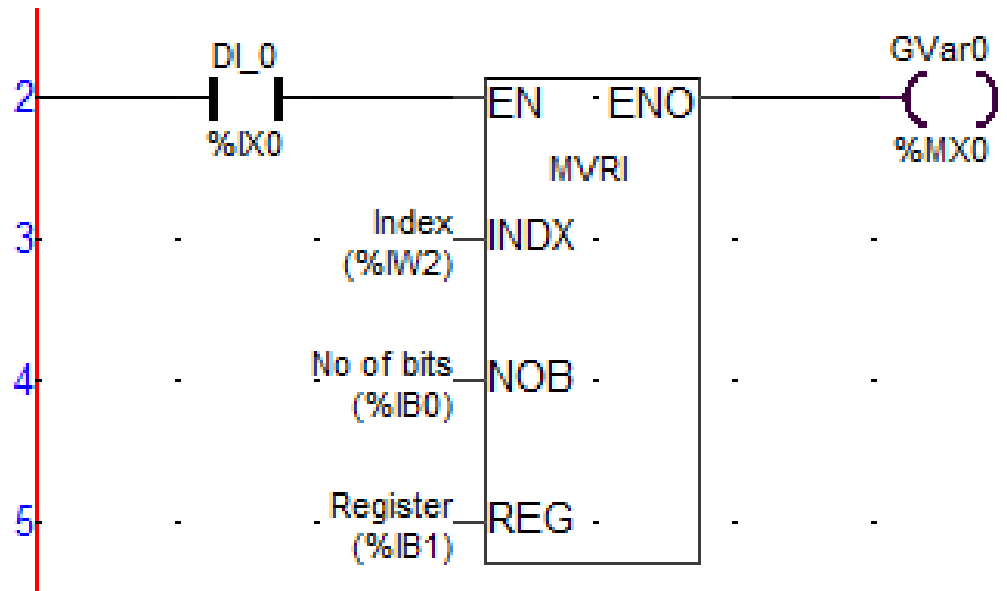 DI_0
GVar0
2
EN
ENO
%IX0
%MX0
MVRI
Index
3
INDX
(%IW2)
No of bits
4
NOB
(%IB0)
Register
5
REG
(%IB1)